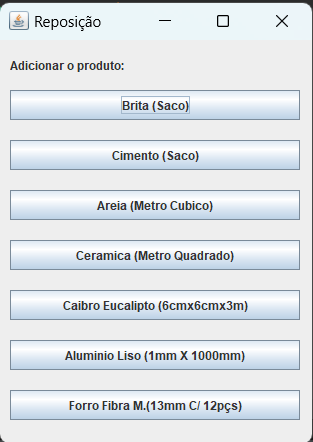 Reposição
Adicionar o produto:
Brita (Saco)
Cimento (Saco)
Areia (Metro Cubico)
Ceramica (Metro Quadrado)
Caibro Eucalipto (6cmx6cmx3m)
Aluminio Liso (1mm X 1000mm)
Forro Fibra M.(13mm C/ 12pçs)